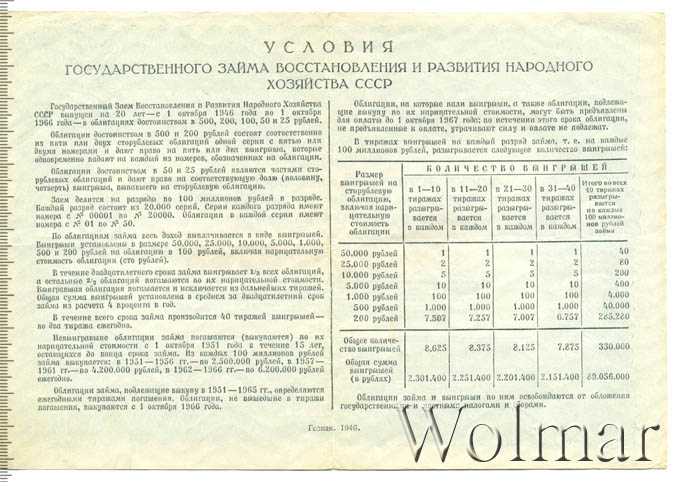 УСЛОВИЯ
ГОСУДАРСТВЕННОГО ЗАЙМА ВОССТАНОВЛЕНИЯ И РАЗВИТИЯ НАРОДНОГО
ХОЗЯЙСТВА СССР
Государственный Заем Восстановления и Развития Народного Хозяйства
СССР выпущен на 20 лет—с 1 октября 1946 года по 1 октября
1966 года—в облигациях достоинством в 500, 200, 100, 50 и 25 рублей.
Облигации достоинством в 500 и 200 рублей состоят соответственно
из пяти или двух сторублевых облигаций одной серии с пятью или
двумя номерами и дают право на пять или два выигрыша, которые
одновременно падают на каждый из номеров, обозначенных на облигации.
Облигации достоинством в 50 и 25 рублей являются частями сто-
рублевых облигаций и дают право на соответствующую долю (половину,
четверть) выигрыша, выпавшего на сторублевую облигацию.
Заем делится на разряды по 100 миллионов рублей в разряде.
Каждый разряд состоит из 20.000 серий. Серии каждого разряда имеют
номера с № 00001 по № 20000. Облигации в каждой серии имеют
номера с № 01 по № 50.
По облигациям займа весь доход выплачивается в виде выигрышей.
Выигрыши установлены в размере 50.000, 25.000, 10.000, 5.000, 1.000,
500 и 200 рублей на облигацию в 100 рублей, включая нарицательную
стоимость облигации (сто рублей).
В течение двадцатилетнего срока займа выигрывает 1/3 всех облигаций,
а остальные 2/3 облигаций погашаются по их нарицательной стоимости.
Выигравшая облигация погашается и исключается из дальнейших тиражей.
Общая сумма выигрышей установлена в среднем за двадцатилетний срок
займа из расчета 4 процента в год.
В течение всего срока займа производится 40 тиражей выигрышей—
по два тиража ежегодно.
Невыигравшие облигации займа погашаются (выкупаются) по их
нарицательной стоимости с 1 октября 1951 года в течение 15 лет,
остающихся до конца срока займа. Из каждых 100 миллионов рублей
займа выкупается: в 1951—1956 гг.—по 2.500.000 рублей, в 1957—
1961 гг.—по 4.200.000 рублей, в 1962—1966 гг.—по 6.200.000 рублей
ежегодно.
Облигации займа, подлежащие выкупу в 1951—1965 гг., определяются
ежегодными тиражами погашения. Облигации, не вышедшие в тиражи
погашения, выкупаются с 1 октября 1966 года.
Облигации, на которые пали выигрыши, а также облигации, подлежа-
щие выкупу по их нарицательной стоимости, могут быть предъявлены
для оплаты до 1 октября 1967 года; по истечении этого срока облигации,
не предъявленные к оплате, утрачивают силу и оплате не подлежат.
В тиражах выигрышей на каждый разряд займа, т. е. на каждые
100 миллионов рублей, разыгрывается следующее количество выигрышей:
Размер выигрышей на сторублевую облигацию, включая нари-цательную стоимость облигации
КОЛИЧЕСТВО ВЫИГРЫШЕЙ
в 1—10 тиражах разыгры-вается в каждом
в 11—20 тиражах разыгры-вается в каждом
в 21—30 тиражах разыгры-вается в каждом
в 31—40 тиражах разыгры-вается в каждом
Итого во всех 40 тиражах разыгры-вается на каждые 100 миллио-нов рублей займа
50.000 рублей 1 1 1 1 40
25.000 рублей 2 2 2 2 80
10.000 рублей 5 5 5 5 200
5.000 рублей 10 10 10 10 400
1.000 рублей 100 100 100 100 4.000
500 рублей 1.000 1.000 1.000 1.000 40.000
200 рублей 7.507 7.257 7.007 6.757 285.280
Общее количе-
ство выигрышей 8.625 8.375 8.125 7.875 330.000
Общая сумма
выигрышей
(в рублях) 2.301.400 2.251.400 2.201.400 2.151.400 89.056.000
Облигации займа и выигрыши по ним освобождаются от обложения
государственными и местными налогами и сборами.
Гознак. 1946.
Wolmar